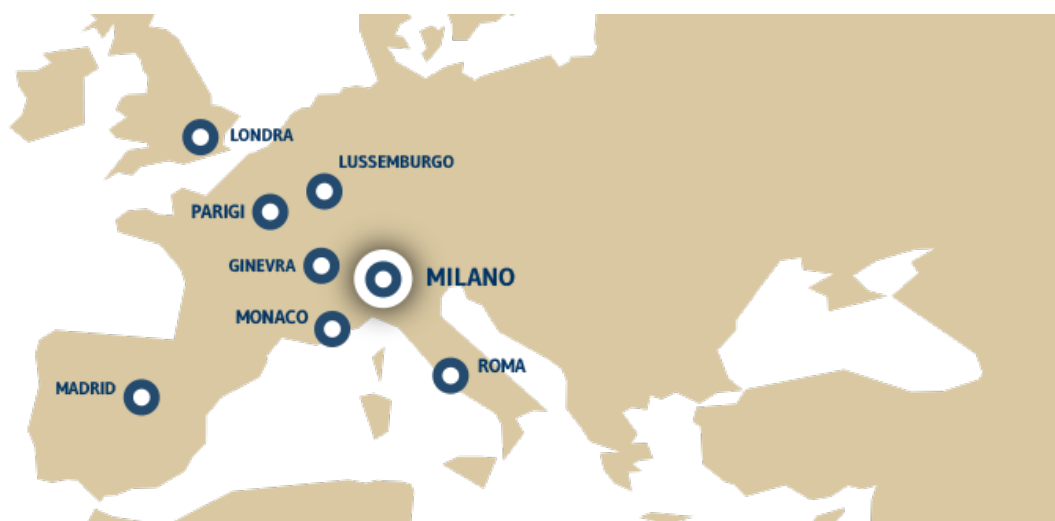 LONDRA
LUSSEMBURGO
PARIGI
GINEVRA
MILANO
MONACO
ROMA
MADRID